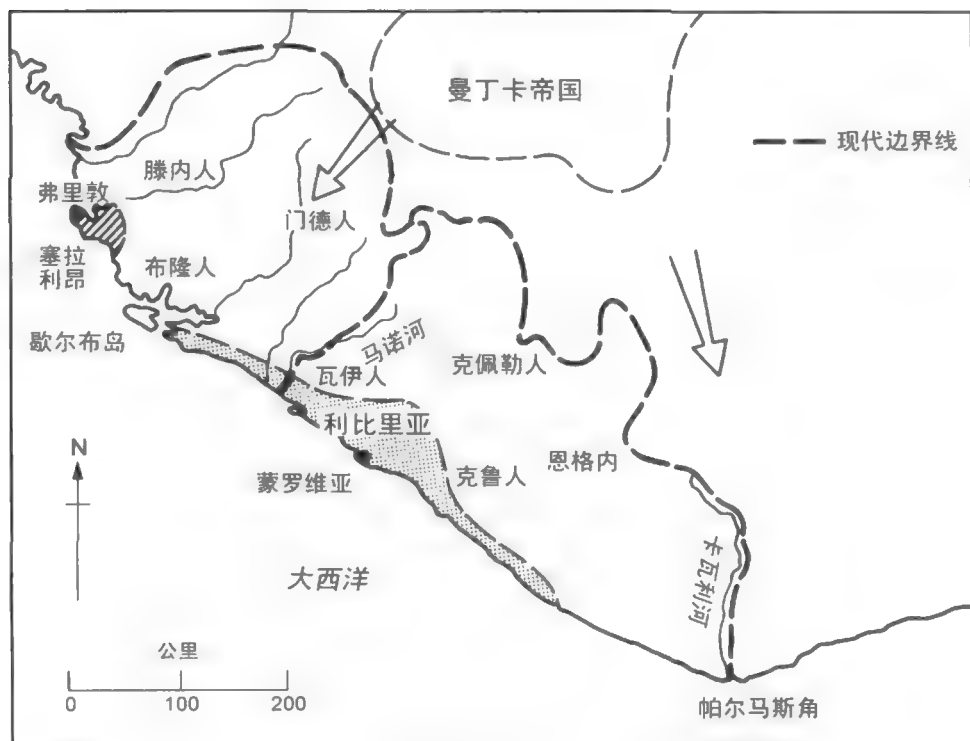 曼丁卡帝国
现代边界线
滕内人
弗里敦
门德人
塞拉
利昂
布隆人
歇尔布岛
马诺河
克佩勒人
瓦伊人
利比里亚
N
恩格内
蒙罗维亚
克鲁人
大西洋
卡瓦利河
公里
0 100 200
帕尔马斯角